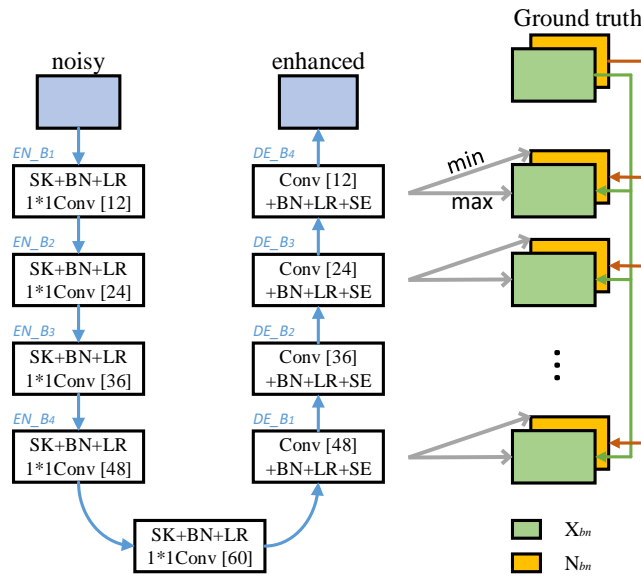 Ground truth
noisy
enhanced
EN_B1
SK+BN+LR
1*1Conv [12]
EN_B2
SK+BN+LR
1*1Conv [24]
EN_B3
SK+BN+LR
1*1Conv [36]
EN_B4
SK+BN+LR
1*1Conv [48]
SK+BN+LR
1*1Conv [60]
DE_B4
Conv [12]
+BN+LR+SE
DE_B3
Conv [24]
+BN+LR+SE
DE_B2
Conv [36]
+BN+LR+SE
DE_B1
Conv [48]
+BN+LR+SE
min
max
Xbn
Nbn